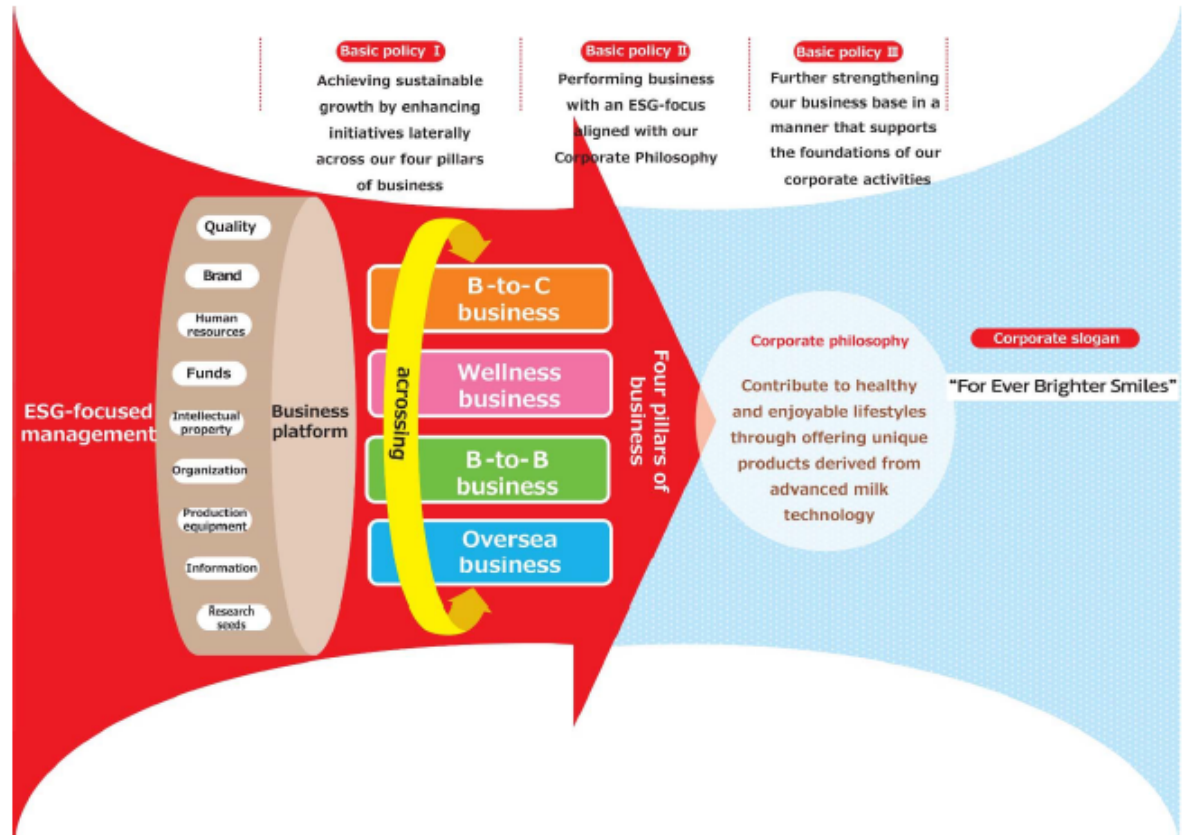 Basic policy Ⅰ
Achieving sustainable
growth by enhancing
initiatives laterally
across our four pillars
of business
Basic policy Ⅱ
Performing business
with an ESG-focus
aligned with our
Corporate Philosophy
Basic policy Ⅲ
Further strengthening
our business base in a
manner that supports
the foundations of our
corporate activities
ESG-focused
management
Quality
Brand
Human
resources
Funds
Intellectual
property
Organization
Production
equipment
Information
Research
seeds
Business
platform
acrossing
B-to-C
business
Wellness
business
B-to-B
business
Oversea
business
Four pillars of
business
Corporate philosophy
Contribute to healthy
and enjoyable lifestyles
through offering unique
products derived from
advanced milk
technology
Corporate slogan
“For Ever Brighter Smiles”